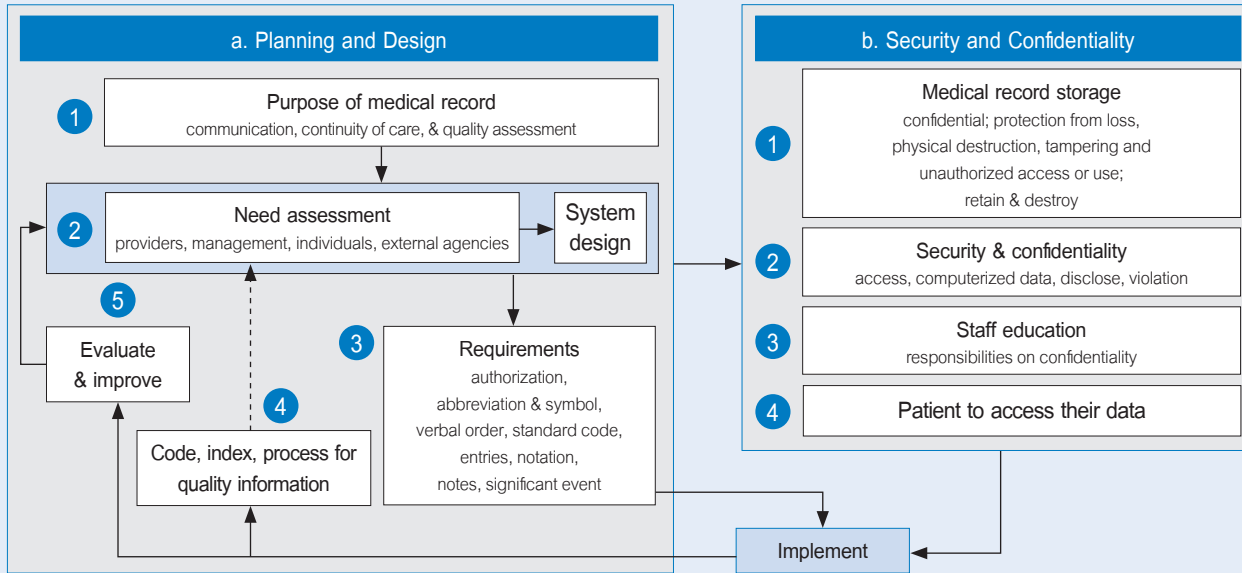 a. Planning and Design
1
Purpose of medical record
communication, continuity of care, & quality assessment
2
Need assessment
providers, management, individuals, external agencies
System
design
5
Evaluate
& improve
3
Requirements
authorization,
abbreviation & symbol,
verbal order, standard code,
entries, notation,
notes, significant event
4
Code, index, process for
quality information
b. Security and Confidentiality
1
Medical record storage
confidential; protection from loss,
physical destruction, tampering and
unauthorized access or use;
retain & destroy
2
Security & confidentiality
access, computerized data, disclose, violation
3
Staff education
responsibilities on confidentiality
4
Patient to access their data
Implement